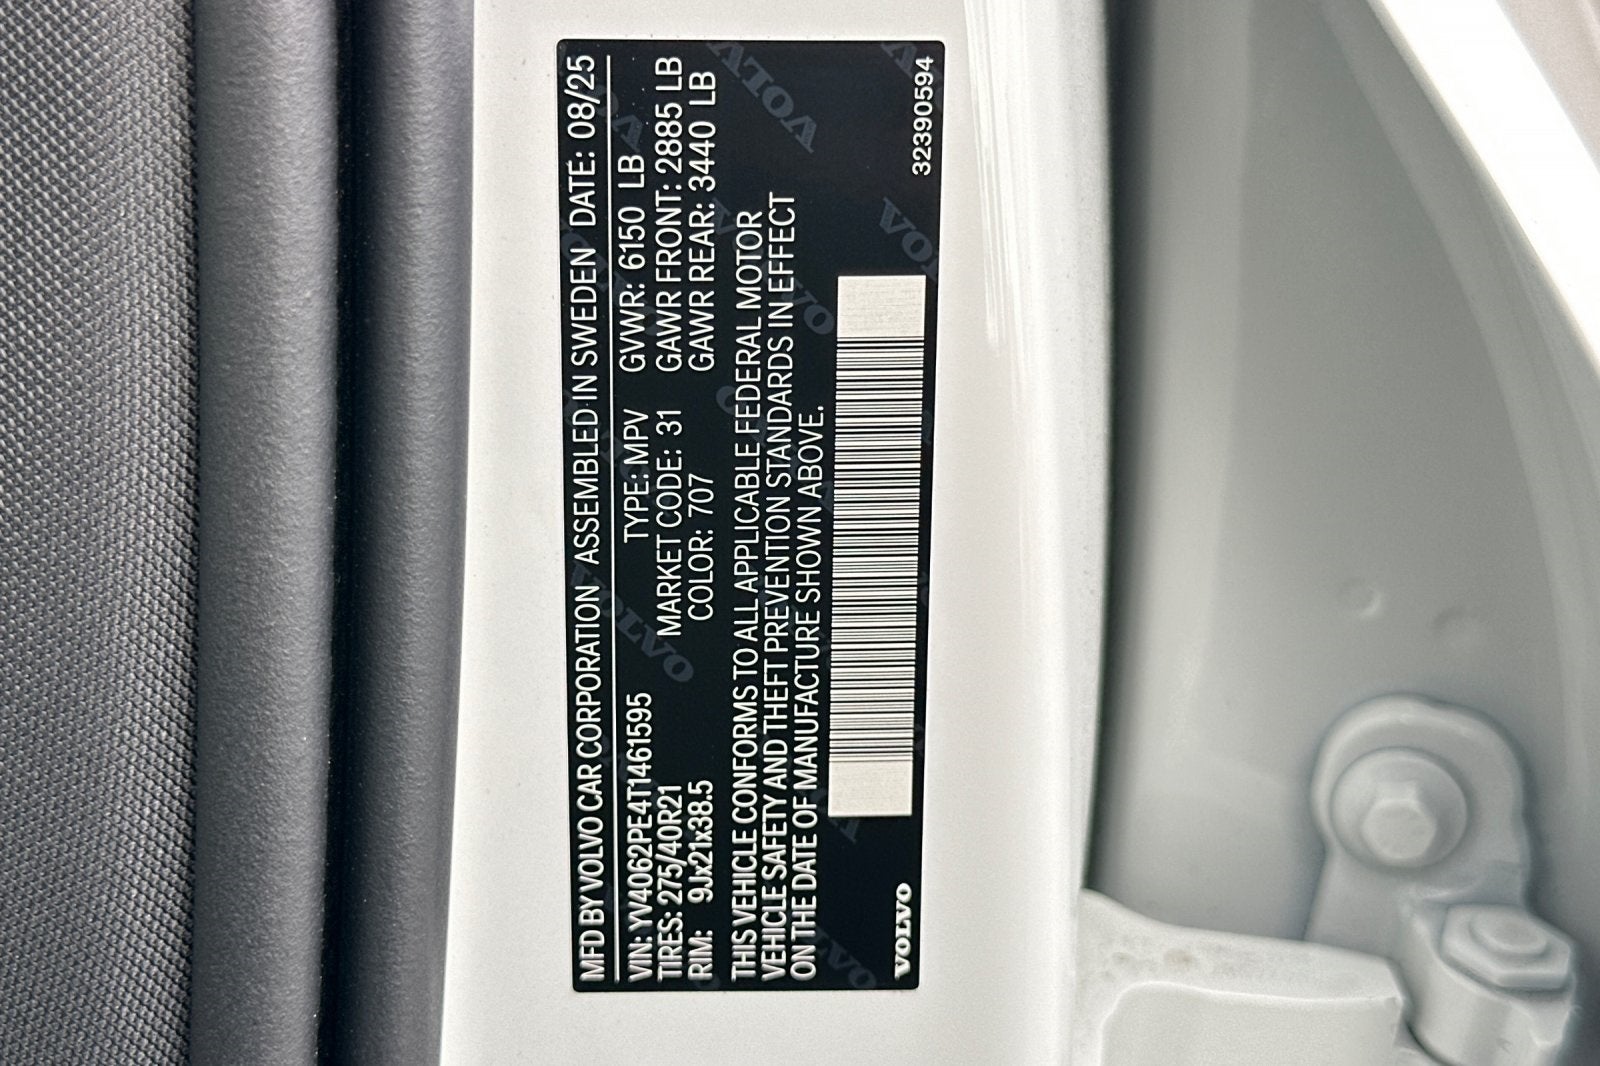 MFD BY VOLVO CAR CORPORATION ASSEMBLED IN SWEDEN DATE: 08/25
VIN: YV4062PE4T1461595 TYPE: MPV GVWR: 6150 LB
TIRES: 275/40R21 MARKET CODE: 31 GAWR FRONT: 2885 LB
RIM: 9Jx21x38.5 COLOR: 707 GAWR REAR: 3440 LB
THIS VEHICLE CONFORMS TO ALL APPLICABLE FEDERAL MOTOR
VEHICLE SAFETY AND THEFT PREVENTION STANDARDS IN EFFECT
ON THE DATE OF MANUFACTURE SHOWN ABOVE.
VOLVO 32390594